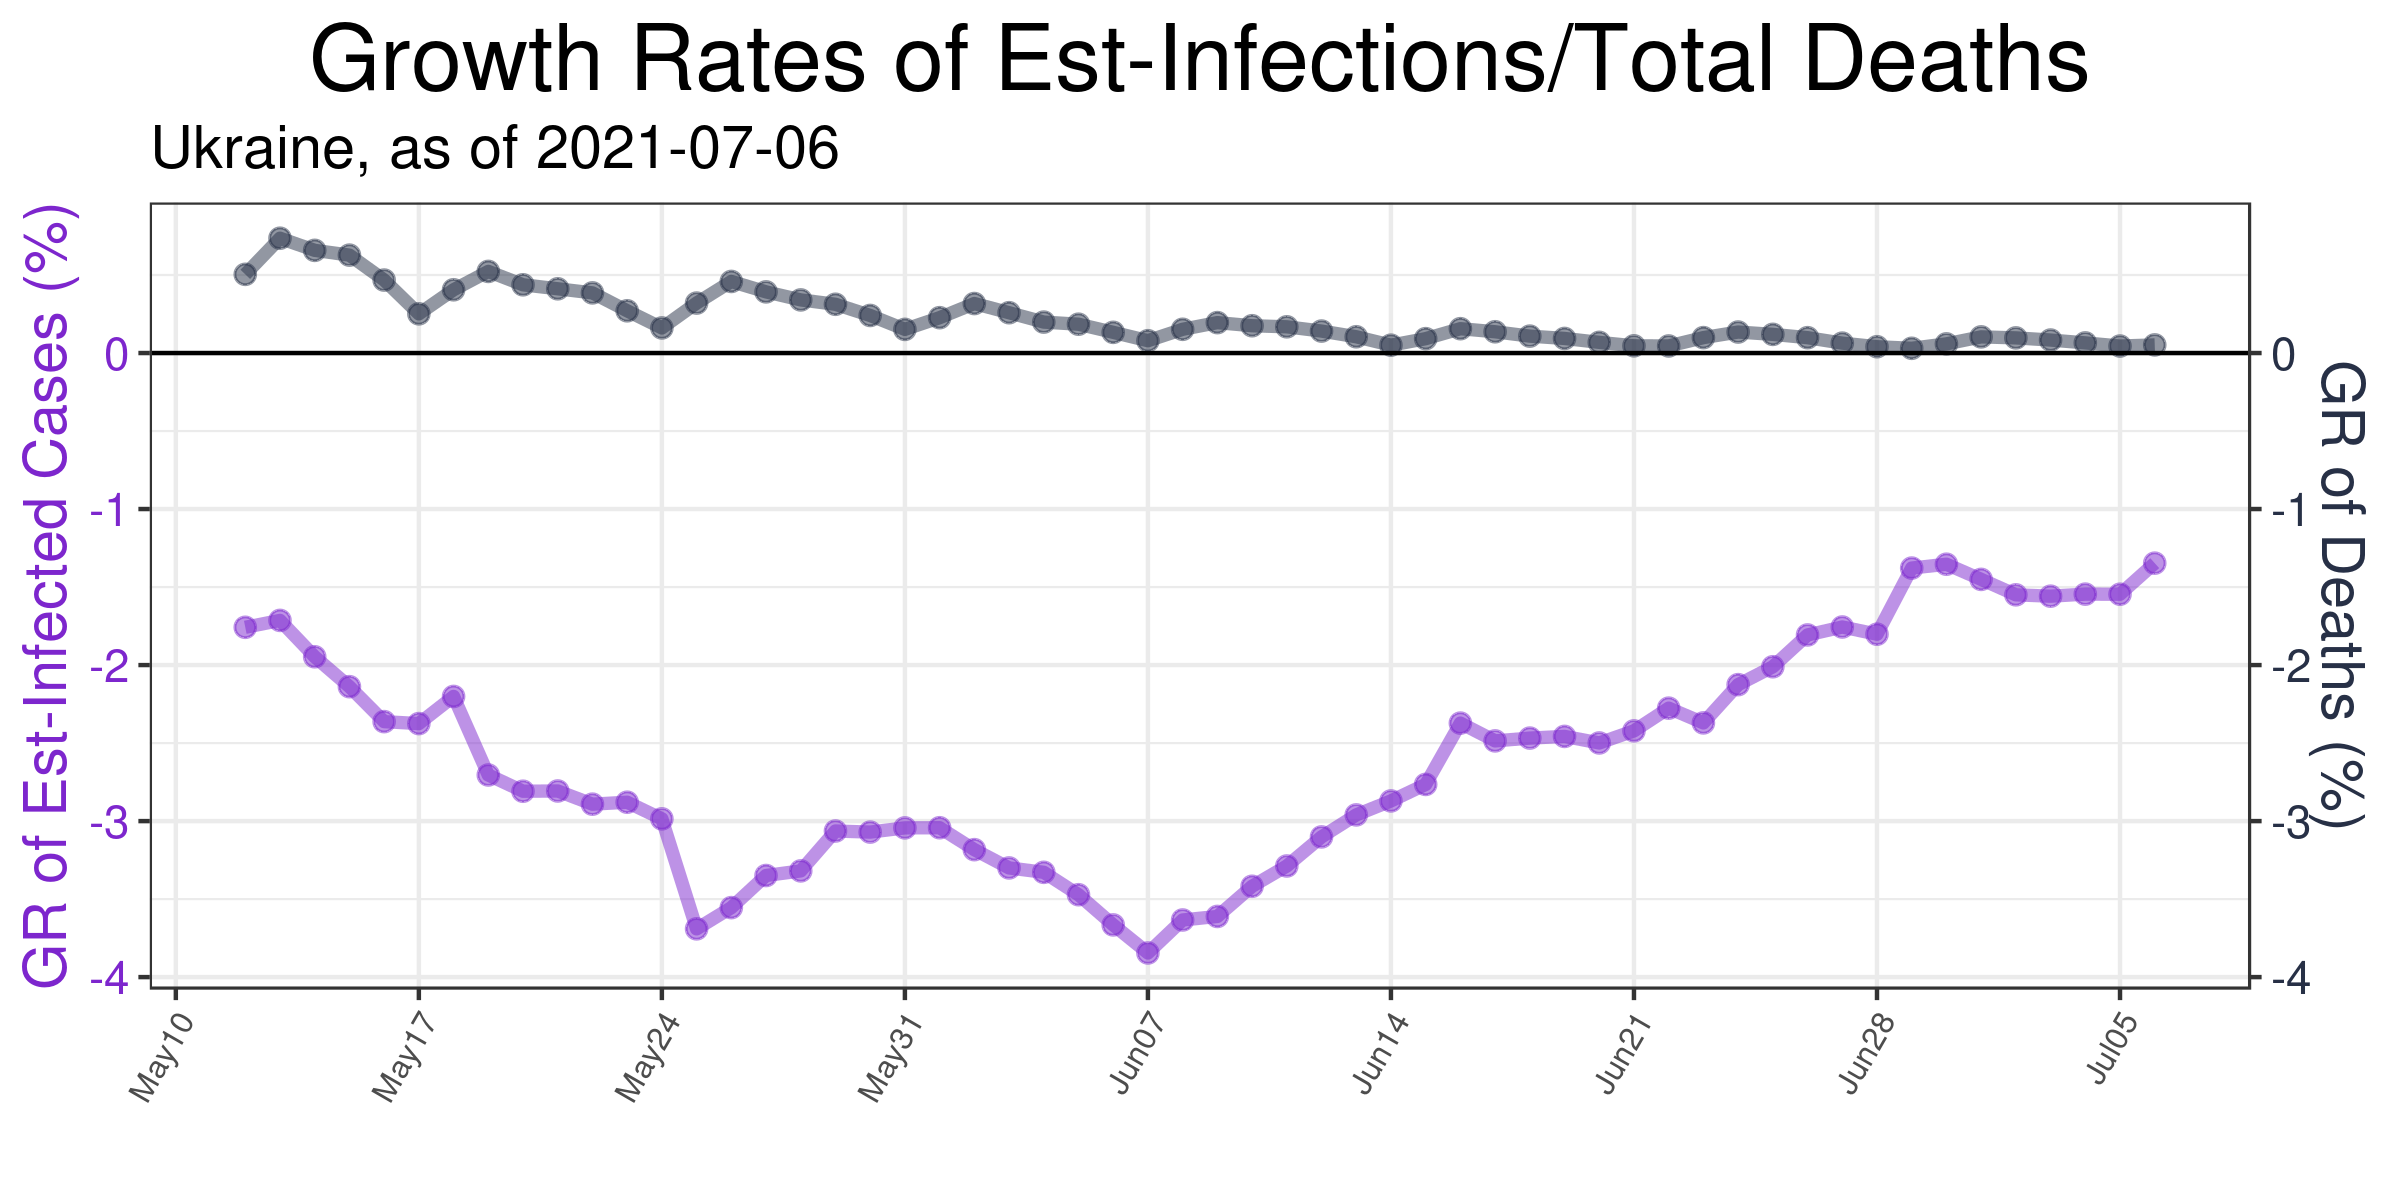 Growth Rates of Est-Infections/Total Deaths
Ukraine, as of 2021-07-06
GR of Est-Infected Cases (%)
0
-1
-2
-3
-4
0
-1
-2
-3
-4
GR of Deaths (%)
May10
May17
May24
May31
Jun07
Jun14
Jun21
Jun28
Jul05